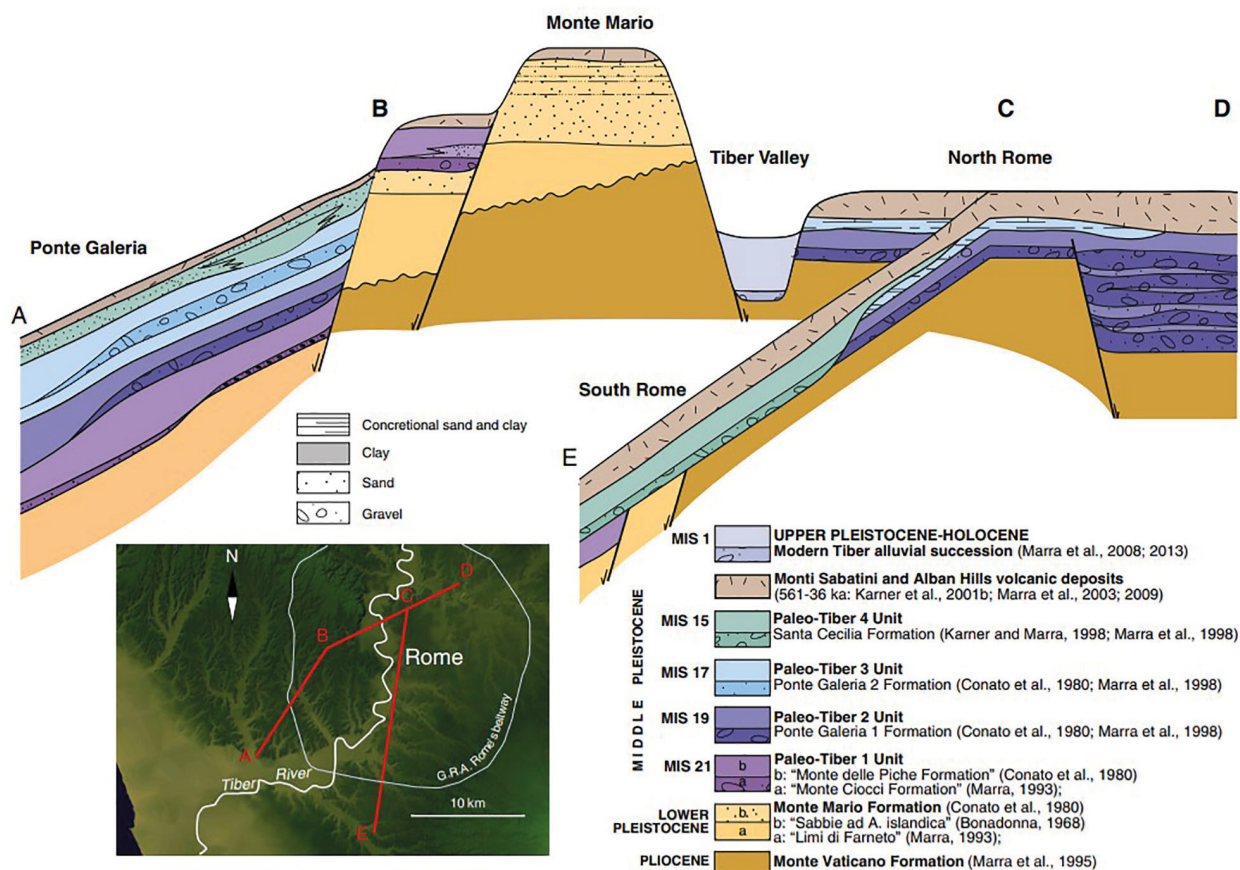 Monte Mario
B
C
D
Tiber Valley
North Rome
Ponte Galeria
A
South Rome
E
Concretional sand and clay
Clay
Sand
Gravel
N
D
C
B
Rome
A
G.R.A. Rome's beltway
Tiber River
10 km
E
MIDDLE PLEISTOCENE
MIS 1
UPPER PLEISTOCENE-HOLOCENE
Modern Tiber alluvial succession (Marra et al., 2008; 2013)
Monti Sabatini and Alban Hills volcanic deposits
(561-36 ka: Karner et al., 2001b; Marra et al., 2003; 2009)
MIS 15
Paleo-Tiber 4 Unit
Santa Cecilia Formation (Karner and Marra, 1998; Marra et al., 1998)
MIS 17
Paleo-Tiber 3 Unit
Ponte Galeria 2 Formation (Conato et al., 1980; Marra et al., 1998)
MIS 19
Paleo-Tiber 2 Unit
Ponte Galeria 1 Formation (Conato et al., 1980; Marra et al., 1998)
MIS 21
b
a
Paleo-Tiber 1 Unit
b: "Monte delle Piche Formation" (Conato et al., 1980)
a: "Monte Ciocci Formation" (Marra, 1993);
LOWER
PLEISTOCENE
b
a
Monte Mario Formation (Conato et al., 1980)
b: "Sabbie ad A. islandica" (Bonadonna, 1968)
a: "Limi di Farneto" (Marra, 1993);
PLIOCENE
Monte Vaticano Formation (Marra et al., 1995)